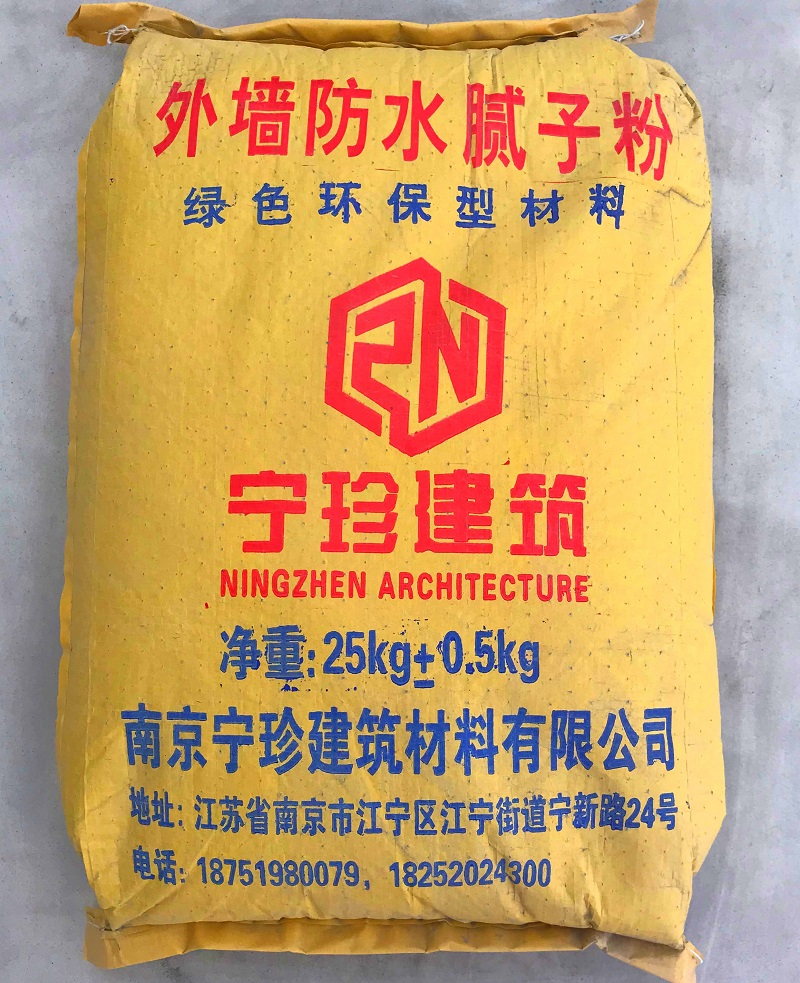 外墙防水腻子粉
绿色环保型材料
宁珍建筑
NINGZHEN ARCHITECTURE
净重:25kg±0.5kg
南京宁珍建筑材料有限公司
地址:江苏省南京市江宁区江宁街道宁新路24号
电话:18751980079,18252024300